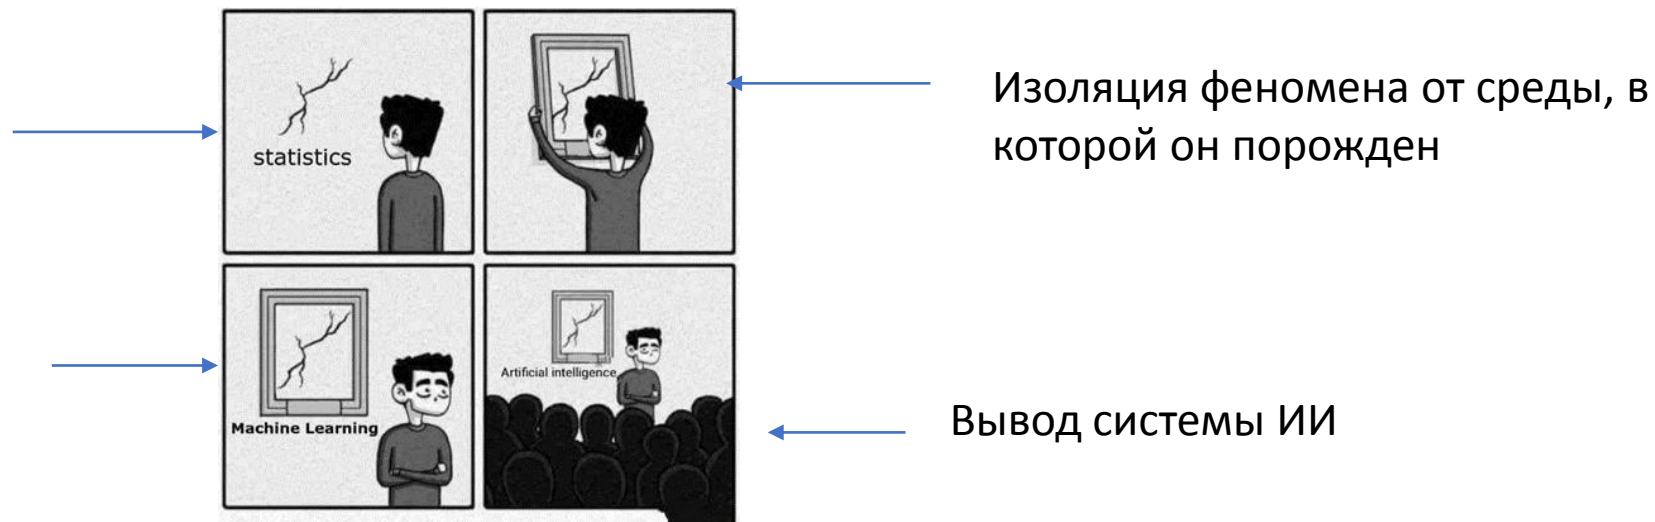 Изоляция феномена от среды, в
которой он порожден
statistics
Machine Learning
Artificial intelligence
Вывод системы ИИ